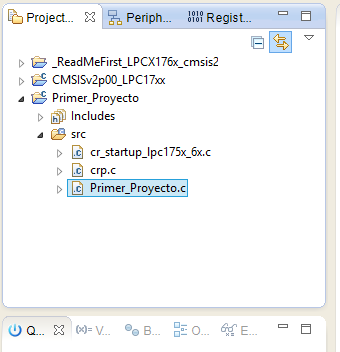 Project... Periph... Regist...
_ReadMeFirst_LPCX176x_cmsis2
CMSISv2p00_LPC17xx
Primer_Proyecto
Includes
src
cr_startup_lpc175x_6x.c
crp.c
Primer_Proyecto.c
Q... V... B... O... E...